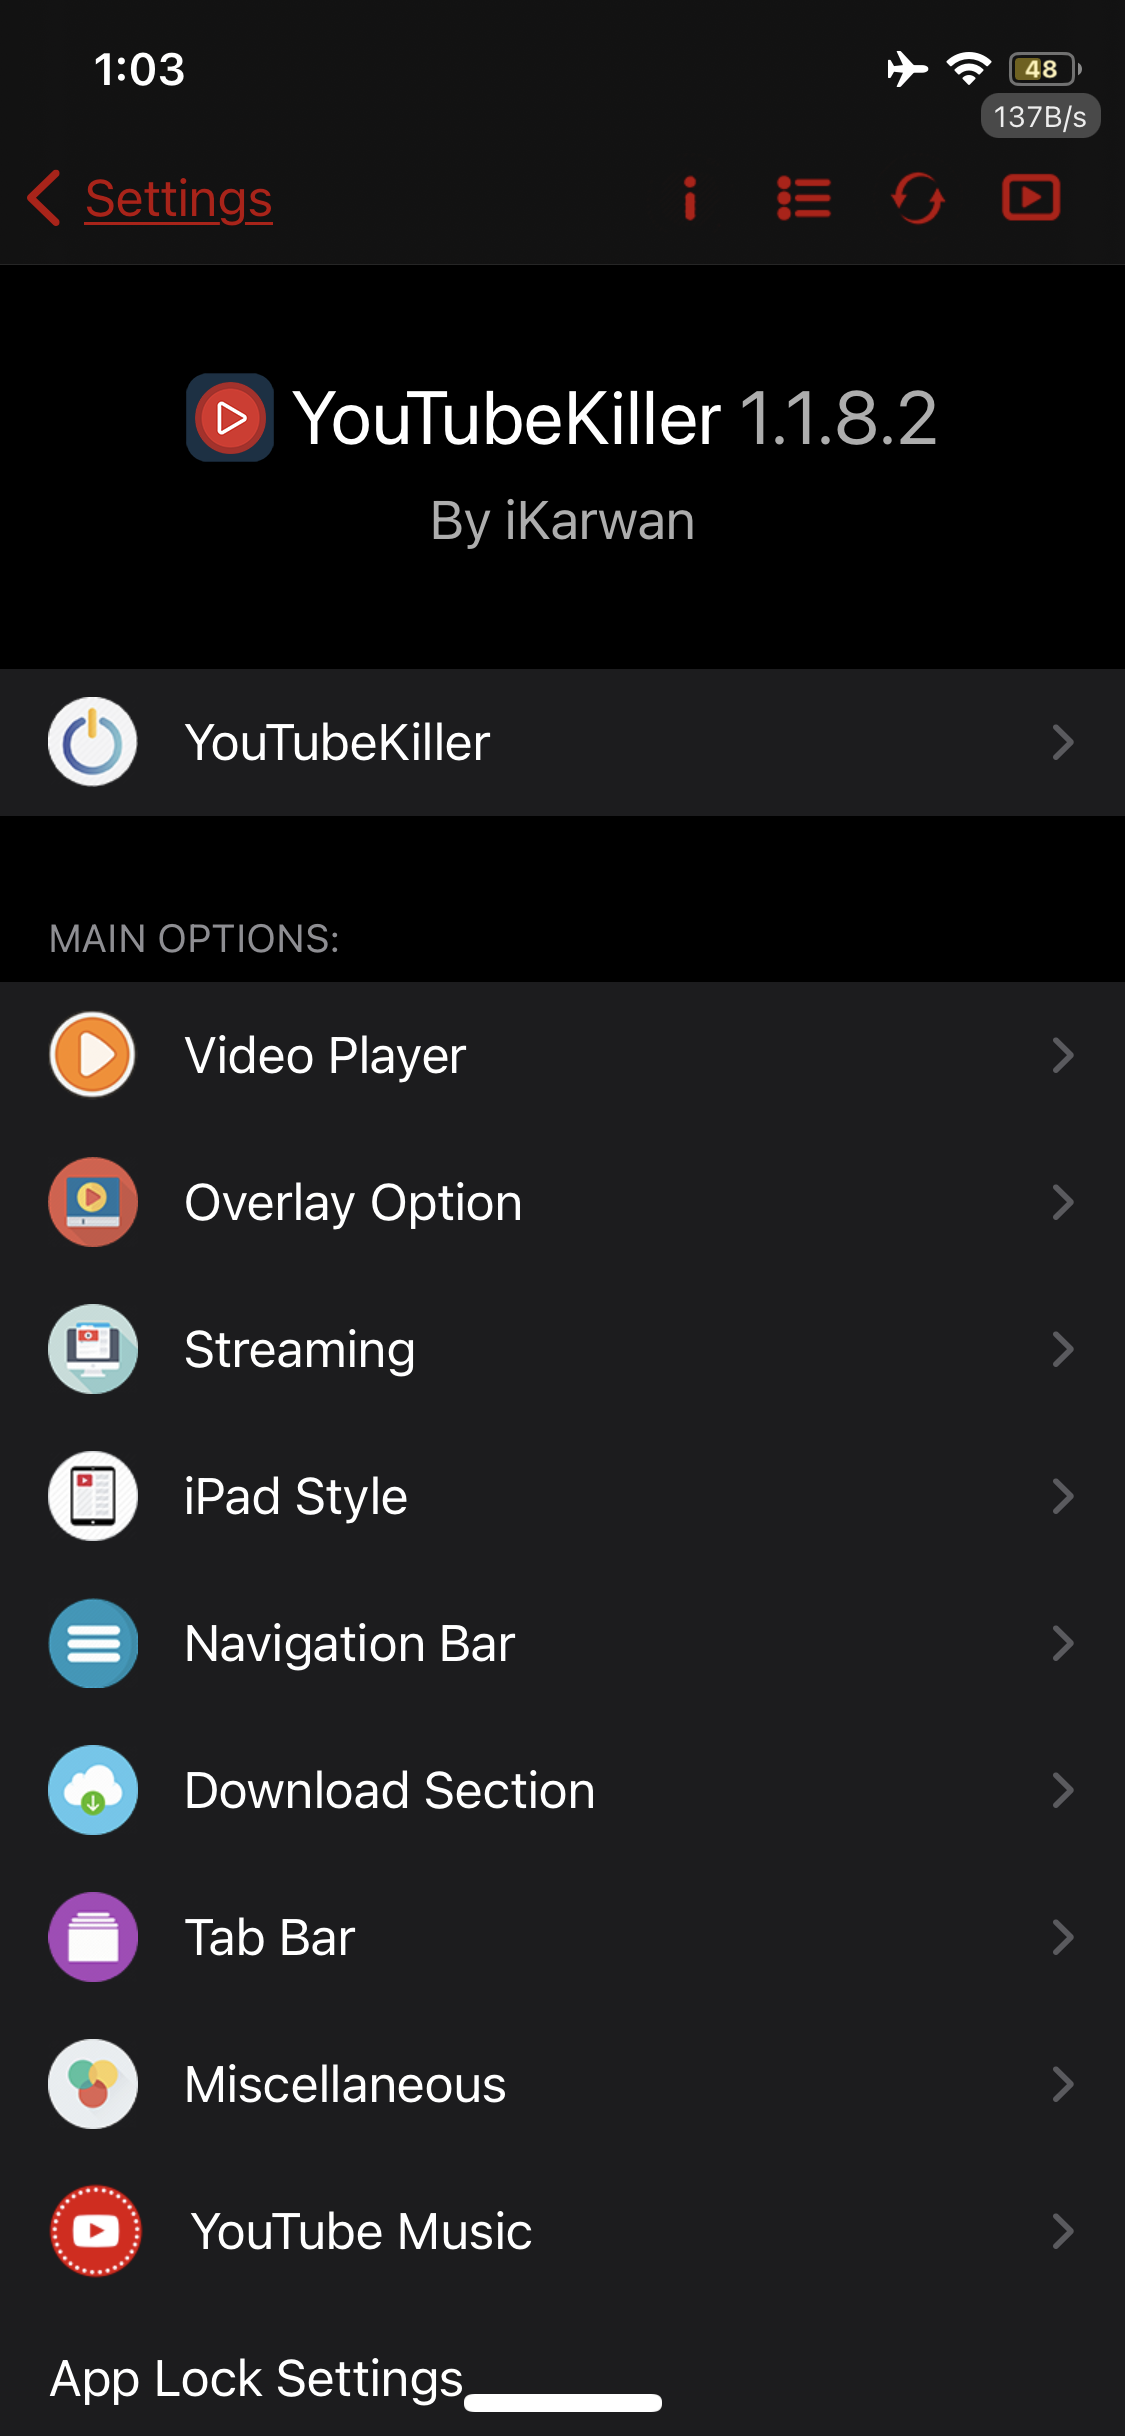 1:03
48
137B/s
Settings
YouTubeKiller 1.1.8.2
By iKarwan
YouTubeKiller
MAIN OPTIONS:
Video Player
Overlay Option
Streaming
iPad Style
Navigation Bar
Download Section
Tab Bar
Miscellaneous
YouTube Music
App Lock Settings